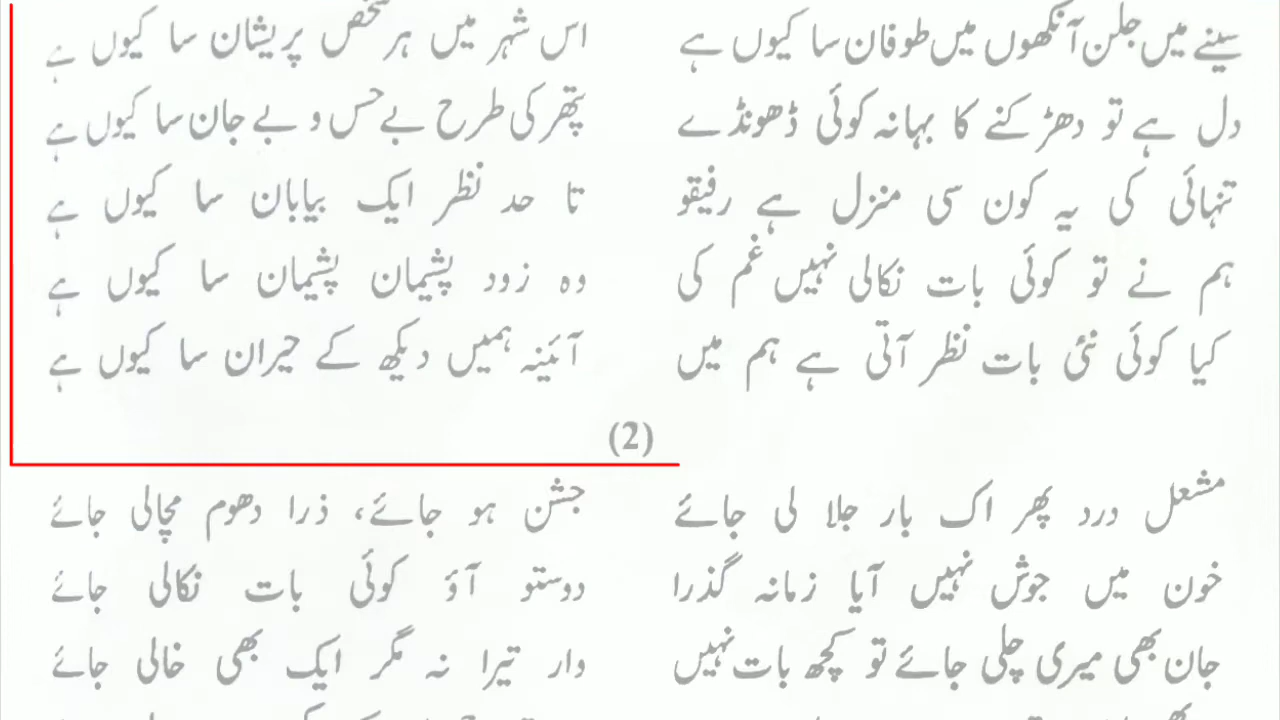 سینے میں جلن آنکھوں میں طوفان سا کیوں ہے اس شہر میں ہر شخص پریشان سا کیوں ہے
دل ہے تو دھڑکنے کا بہانہ کوئی ڈھونڈے پتھر کی طرح بے حس و بے جان سا کیوں ہے
تنہائی کی یہ کون سی منزل ہے رفیقو تا حد نظر ایک بیابان سا کیوں ہے
ہم نے تو کوئی بات نکالی نہیں غم کی وہ زود پشیمان پشیمان سا کیوں ہے
کیا کوئی نئی بات نظر آتی ہے ہم میں آئینہ ہمیں دیکھ کے حیران سا کیوں ہے
(2)
مشعل درد پھر اک بار جلا لی جائے جشن ہو جائے، ذرا دھوم مچالی جائے
خون میں جوش نہیں آیا زمانہ گذرا دوستو آؤ کوئی بات نکالی جائے
جان بھی میری چلی جائے تو کچھ بات نہیں وار تیرا نہ مگر ایک بھی خالی جائے